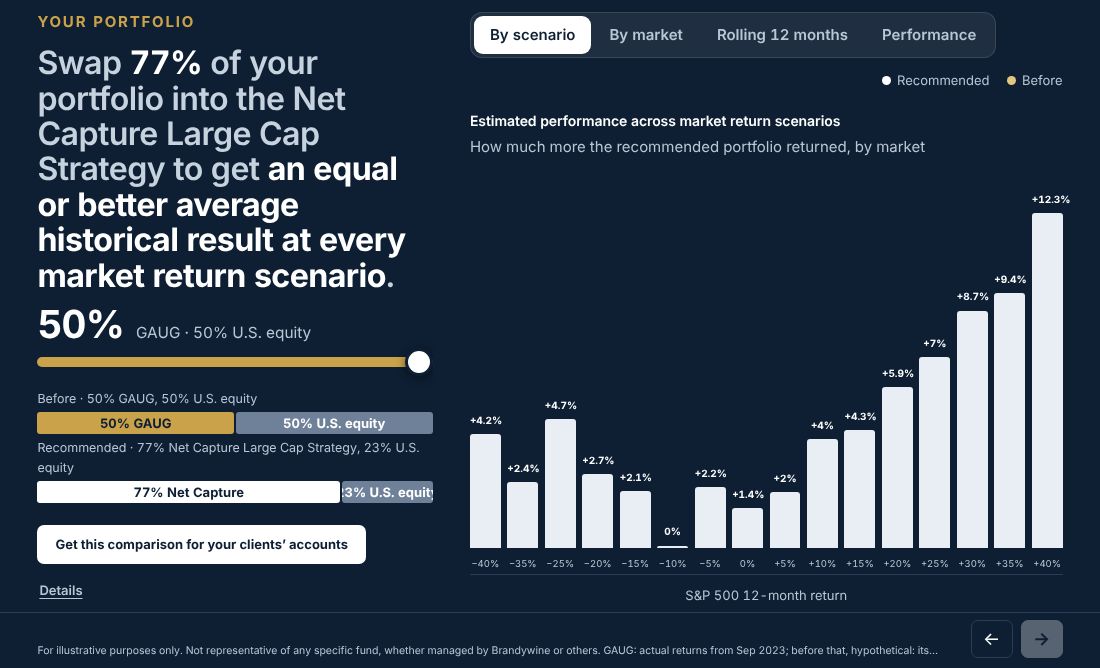 YOUR PORTFOLIO
Swap 77% of your
portfolio into the Net
Capture Large Cap
Strategy to get an equal
or better average
historical result at every
market return scenario.
50% GAUG · 50% U.S. equity
Before · 50% GAUG, 50% U.S. equity
50% GAUG 50% U.S. equity
Recommended · 77% Net Capture Large Cap Strategy, 23% U.S.
equity
77% Net Capture 23% U.S. equity
Get this comparison for your clients’ accounts
Details
By scenario By market Rolling 12 months Performance
Recommended Before
Estimated performance across market return scenarios
How much more the recommended portfolio returned, by market
+4.2% +2.4% +4.7% +2.7% +2.1% 0% +2.2% +1.4% +2% +4% +4.3% +5.9% +7% +8.7% +9.4% +12.3%
−40% −35% −25% −20% −15% −10% −5% 0% +5% +10% +15% +20% +25% +30% +35% +40%
S&P 500 12-month return
For illustrative purposes only. Not representative of any specific fund, whether managed by Brandywine or others. GAUG: actual returns from Sep 2023; before that, hypothetical: its...